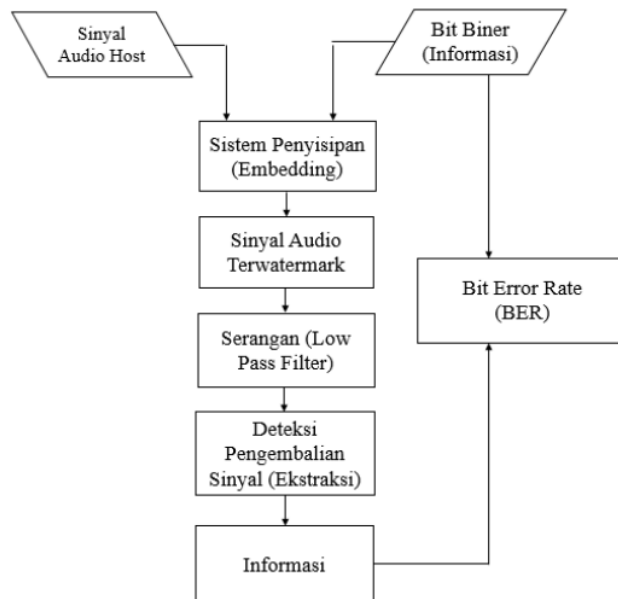 Sinyal
Audio Host
Bit Biner
(Informasi)
Sistem Penyisipan
(Embedding)
Sinyal Audio
Terwatermark
Bit Error Rate
(BER)
Serangan (Low
Pass Filter)
Deteksi
Pengembalian
Sinyal (Ekstraksi)
Informasi